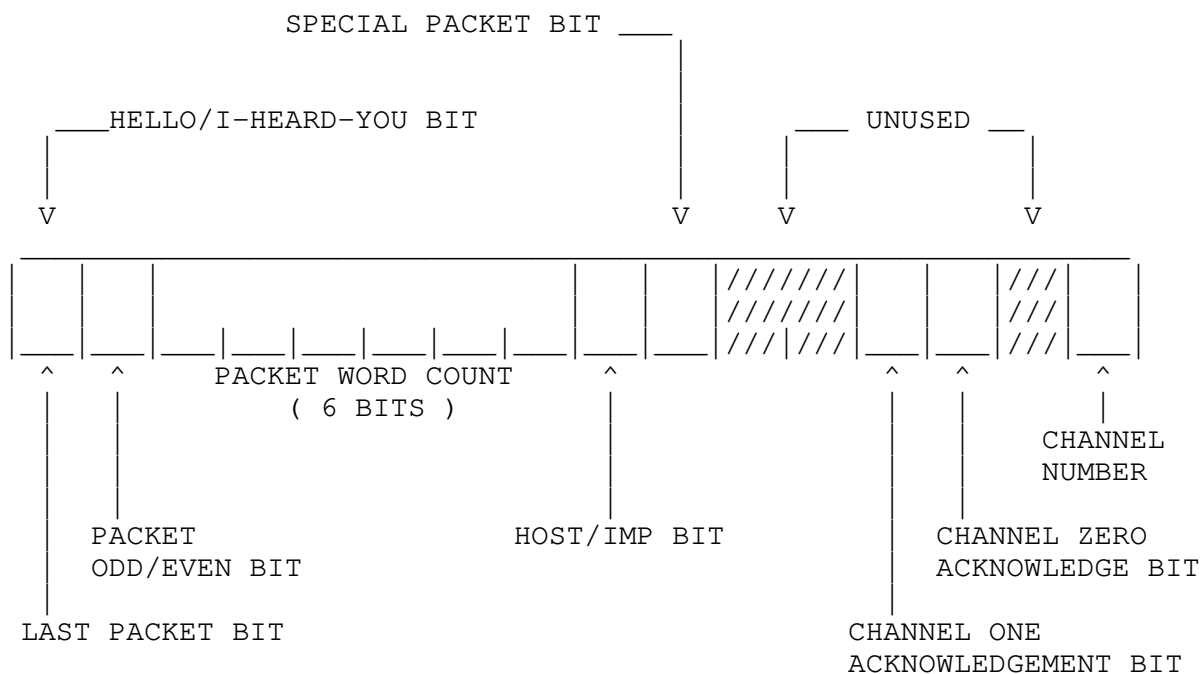 SPECIAL PACKET BIT
HELLO/I-HEARD-YOU BIT
UNUSED
PACKET WORD COUNT
( 6 BITS )
CHANNEL
NUMBER
PACKET
ODD/EVEN BIT
HOST/IMP BIT
CHANNEL ZERO
ACKNOWLEDGE BIT
LAST PACKET BIT
CHANNEL ONE
ACKNOWLEDGEMENT BIT